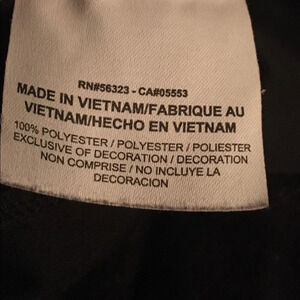 RN#56323 - CA#05553
MADE IN VIETNAM/FABRIQUE AU
VIETNAM/HECHO EN VIETNAM
100% POLYESTER / POLYESTER / POLIESTER
EXCLUSIVE OF DECORATION / DECORATION
NON COMPRISE / NO INCLUYE LA
DECORACION